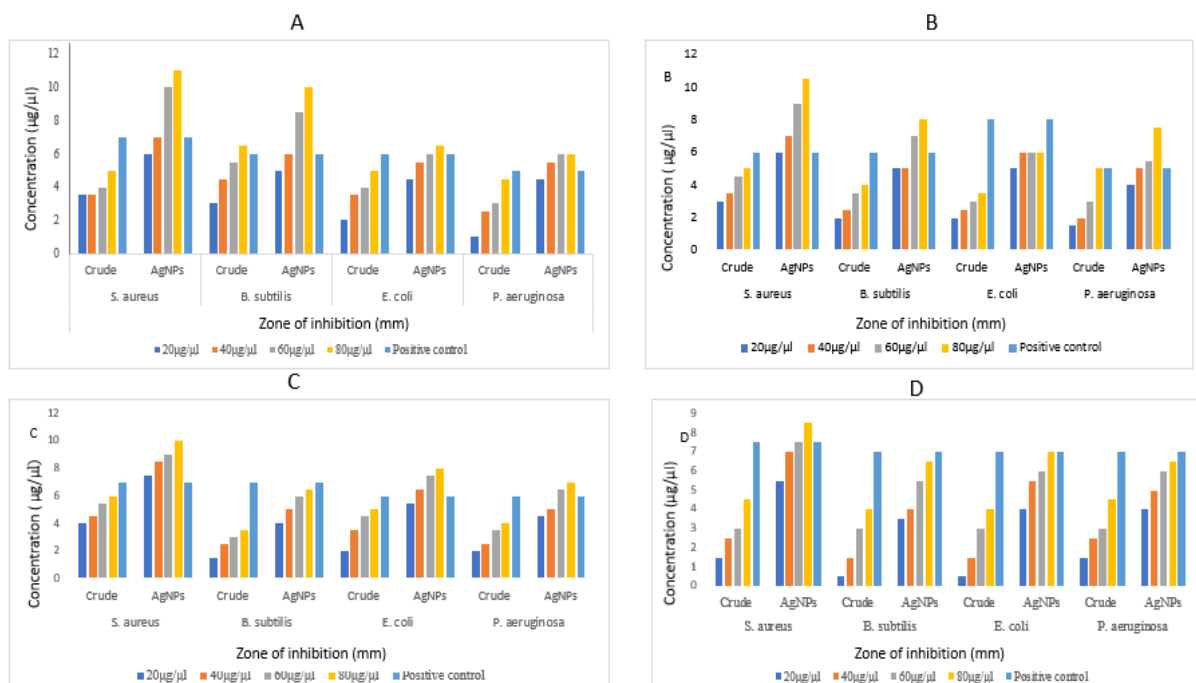 A
12
10
8
6
4
2
0
Concentration (µg/µl)
Crude AgNPs Crude AgNPs Crude AgNPs Crude AgNPs
S. aureus B. subtilis E. coli P. aeruginosa
Zone of inhibition (mm)
20µg/µl 40µg/µl 60µg/µl 80µg/µl Positive control
B
B
12
10
8
6
4
2
0
Concentration ( µg/µl)
Crude AgNPs Crude AgNPs Crude AgNPs Crude AgNPs
S. aureus B. subtilis E. coli P. aeruginosa
Zone of inhibition (mm)
20µg/µl 40µg/µl 60µg/µl 80µg/µl Positive control
C
C
12
10
8
6
4
2
0
Concentration ( µg/µl)
Crude AgNPs Crude AgNPs Crude AgNPs Crude AgNPs
S. aureus B. subtilis E. coli P. aeruginosa
Zone of inhibition (mm)
20µg/µl 40µg/µl 60µg/µl 80µg/µl Positive control
D
D
9
8
7
6
5
4
3
2
1
0
Concentration (µg/µl)
Crude AgNPs Crude AgNPs Crude AgNPs Crude AgNPs
S. aureus B. subtilis E. coli P. aeruginosa
Zone of inhibition (mm)
20µg/µl 40µg/µl 60µg/µl 80µg/µl Positive control